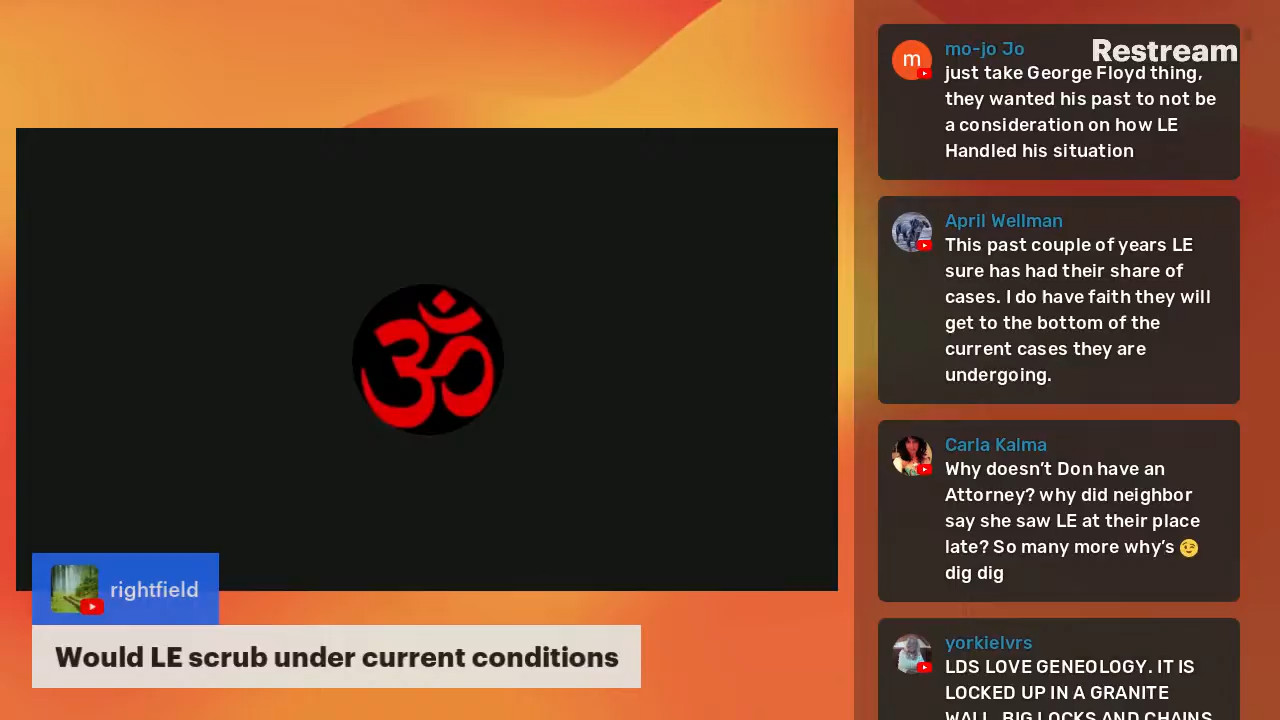 ॐ
rightfield
Would LE scrub under current conditions
Restream
mo-jo Jo
m
just take George Floyd thing,
they wanted his past to not be
a consideration on how LE
Handled his situation
April Wellman
This past couple of years LE
sure has had their share of
cases. I do have faith they will
get to the bottom of the
current cases they are
undergoing.
Carla Kalma
Why doesn’t Don have an
Attorney? why did neighbor
say she saw LE at their place
late? So many more why’s 😉
dig dig
yorkielvrs
LDS LOVE GENEOLOGY. IT IS
LOCKED UP IN A GRANITE
WALL. BIG LOCKS AND CHAINS